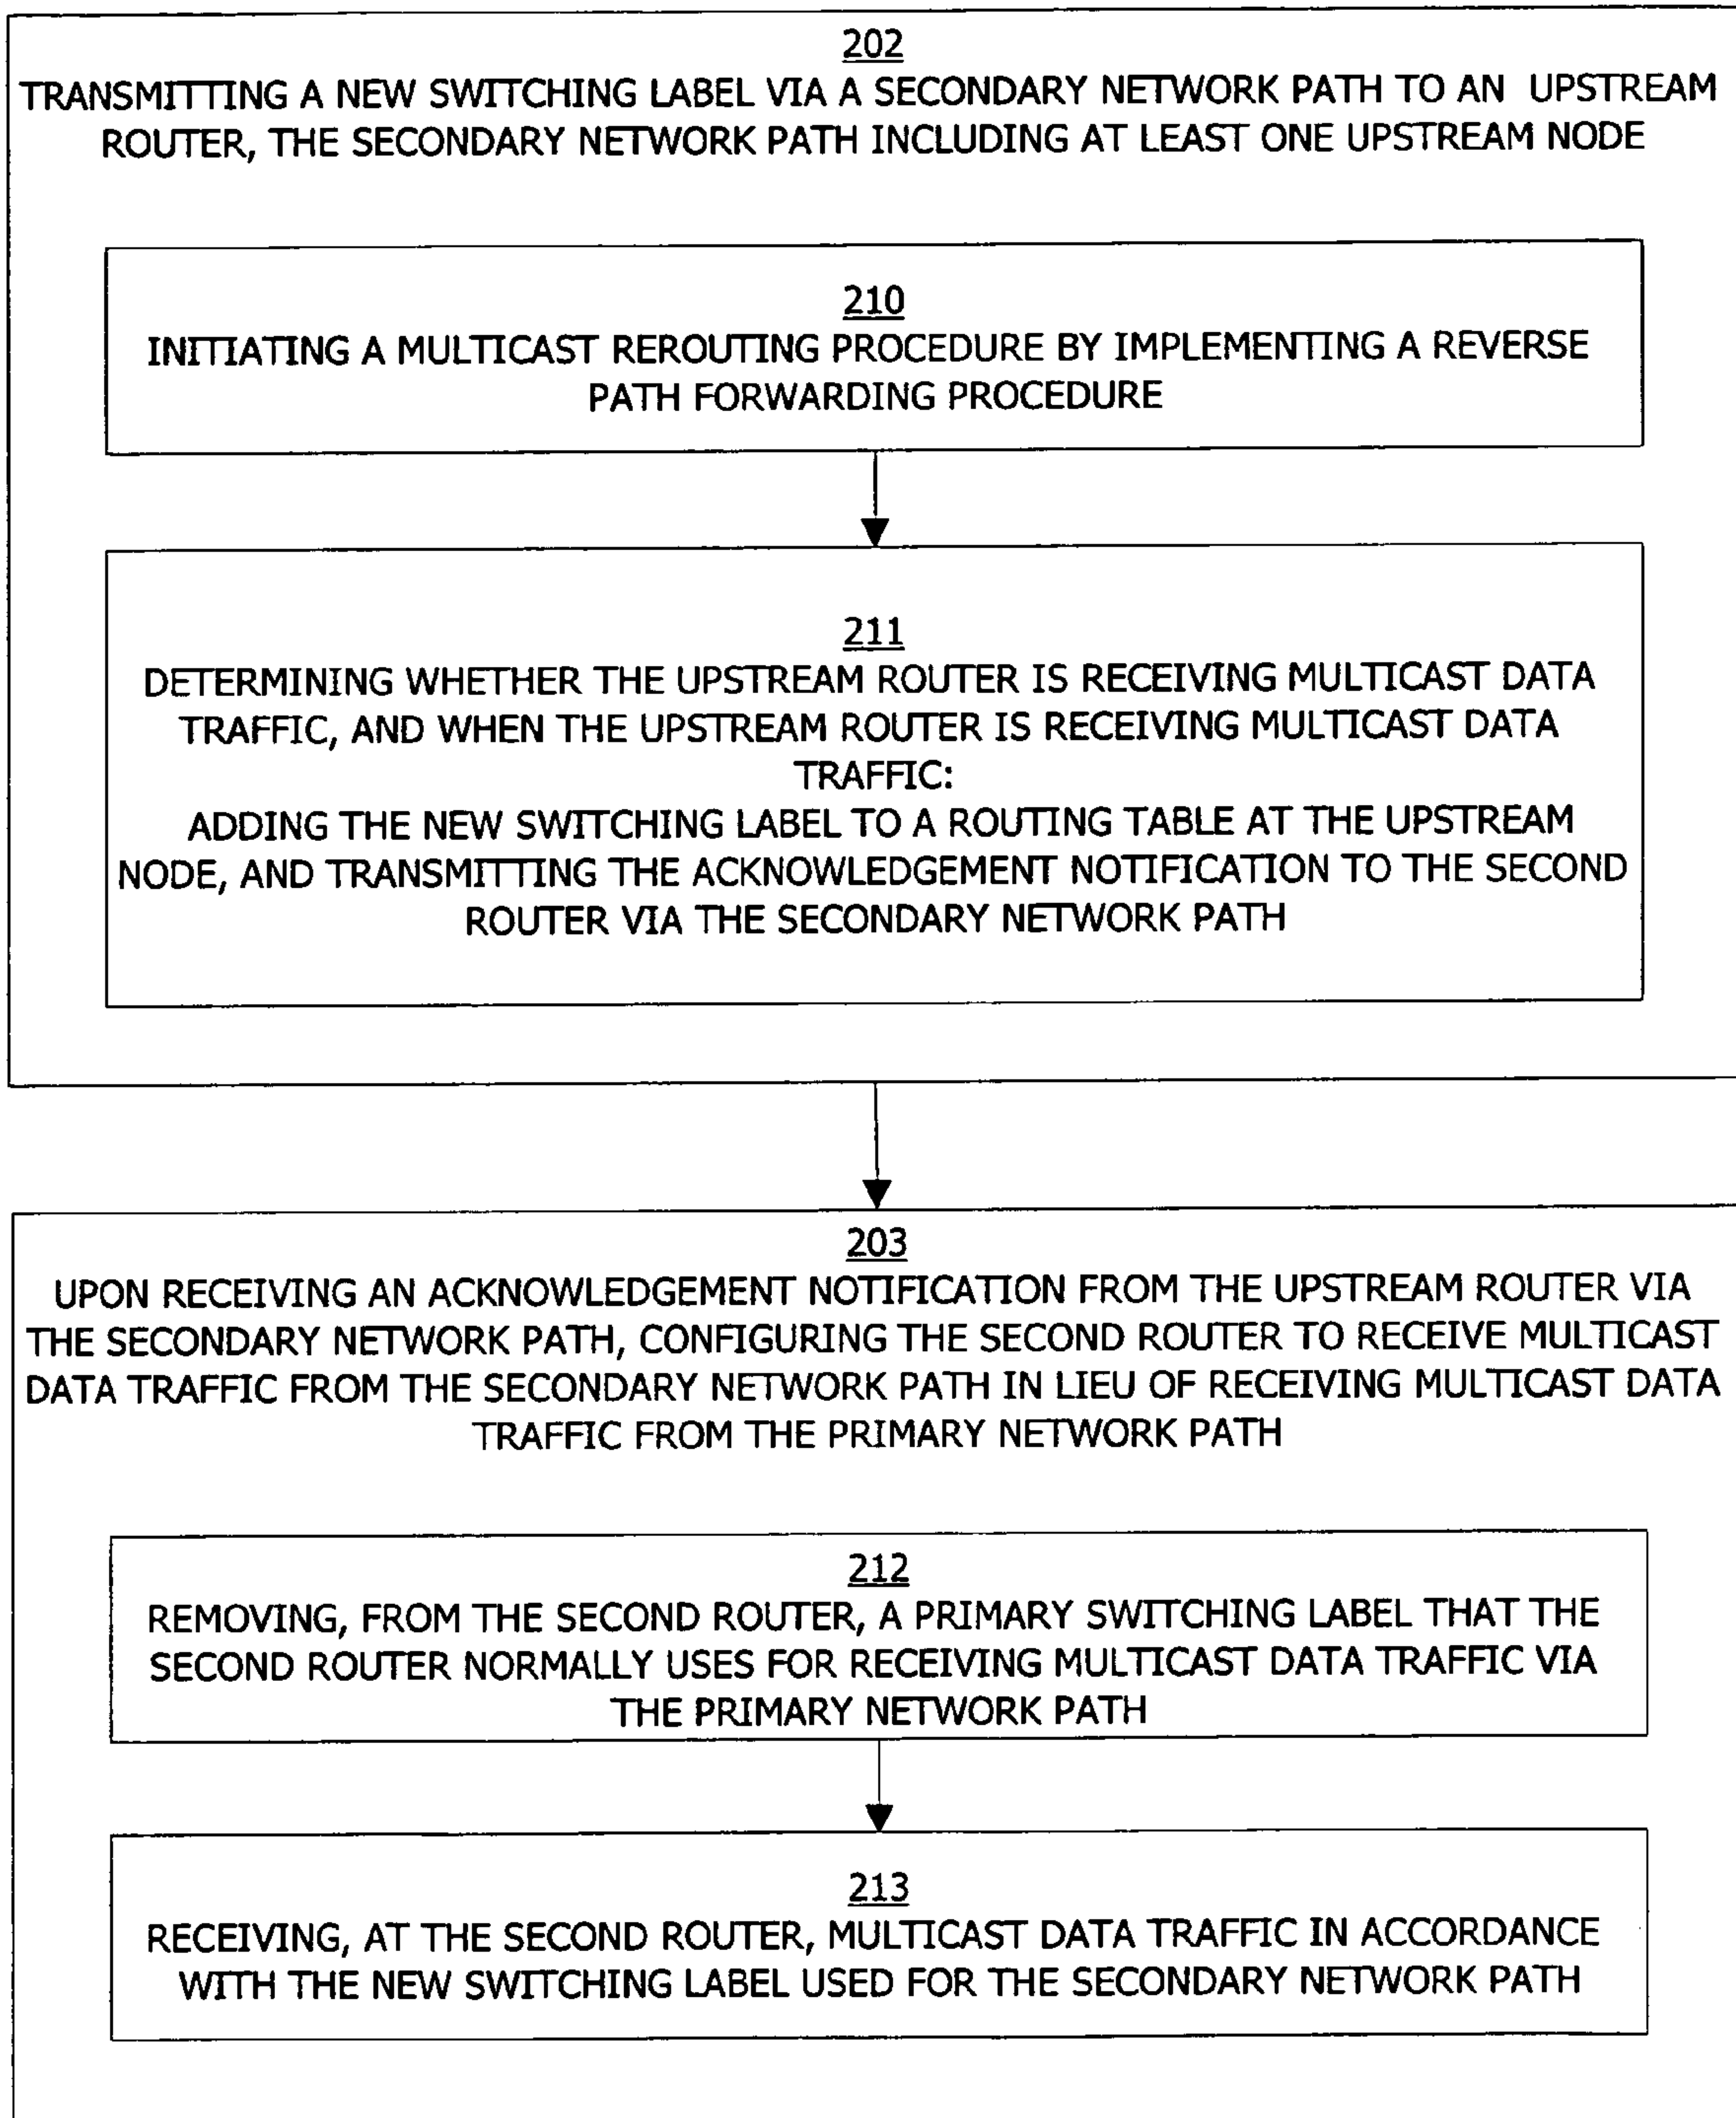 202
TRANSMITTING A NEW SWITCHING LABEL VIA A SECONDARY NETWORK PATH TO AN UPSTREAM
ROUTER, THE SECONDARY NETWORK PATH INCLUDING AT LEAST ONE UPSTREAM NODE
210
INITIATING A MULTICAST REROUTING PROCEDURE BY IMPLEMENTING A REVERSE
PATH FORWARDING PROCEDURE
211
DETERMINING WHETHER THE UPSTREAM ROUTER IS RECEIVING MULTICAST DATA
TRAFFIC, AND WHEN THE UPSTREAM ROUTER IS RECEIVING MULTICAST DATA
TRAFFIC:
ADDING THE NEW SWITCHING LABEL TO A ROUTING TABLE AT THE UPSTREAM
NODE, AND TRANSMITTING THE ACKNOWLEDGEMENT NOTIFICATION TO THE SECOND
ROUTER VIA THE SECONDARY NETWORK PATH
203
UPON RECEIVING AN ACKNOWLEDGEMENT NOTIFICATION FROM THE UPSTREAM ROUTER VIA
THE SECONDARY NETWORK PATH, CONFIGURING THE SECOND ROUTER TO RECEIVE MULTICAST
DATA TRAFFIC FROM THE SECONDARY NETWORK PATH IN LIEU OF RECEIVING MULTICAST DATA
TRAFFIC FROM THE PRIMARY NETWORK PATH
212
REMOVING, FROM THE SECOND ROUTER, A PRIMARY SWITCHING LABEL THAT THE
SECOND ROUTER NORMALLY USES FOR RECEIVING MULTICAST DATA TRAFFIC VIA
THE PRIMARY NETWORK PATH
213
RECEIVING, AT THE SECOND ROUTER, MULTICAST DATA TRAFFIC IN ACCORDANCE
WITH THE NEW SWITCHING LABEL USED FOR THE SECONDARY NETWORK PATH